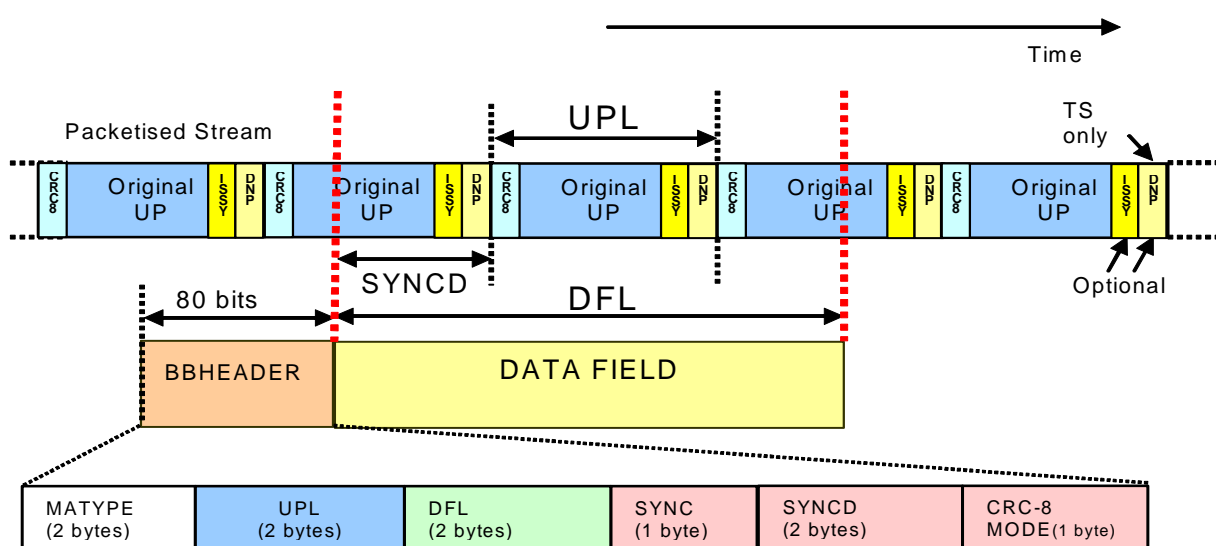 Time
UPL
TS
only
Packetised Stream
CRC8 Original UP ISSY DNP CRC8 Original UP ISSY DNP CRC8 Original UP ISSY DNP CRC8 Original UP ISSY DNP CRC8 Original UP ISSY DNP
SYNCD
DFL
Optional
80 bits
BBHEADER
DATA FIELD
MATYPE
(2 bytes)
UPL
(2 bytes)
DFL
(2 bytes)
SYNC
(1 byte)
SYNCD
(2 bytes)
CRC-8
MODE(1 byte)